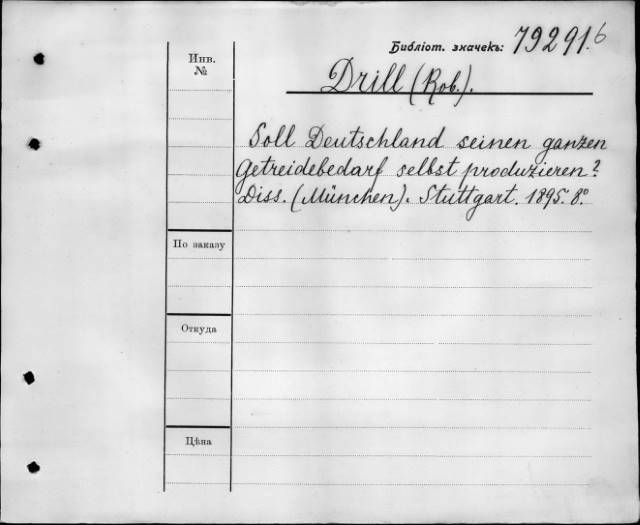 Библіот. значекъ: 79291.б
Инв.
№
Drill (Rob.).
Soll Deutschland seinen ganzen
Getreidebedarf selbst produzieren?
Diss. (München). Stuttgart. 1895. 8°.
По заказу
Откуда
Цѣна